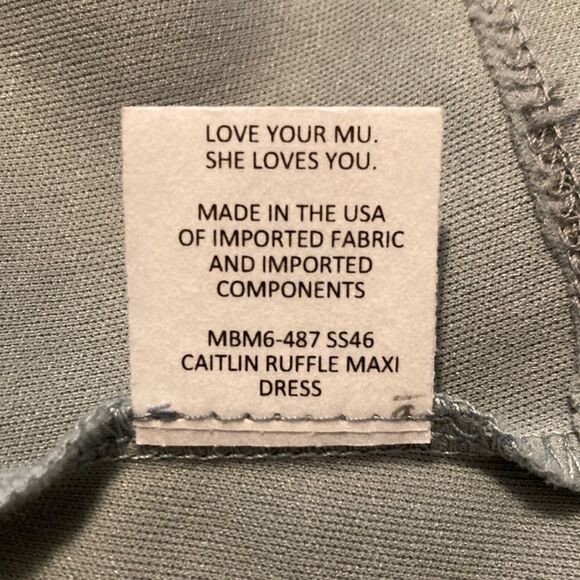 LOVE YOUR MU.
SHE LOVES YOU.
MADE IN THE USA
OF IMPORTED FABRIC
AND IMPORTED
COMPONENTS
MBM6-487 SS46
CAITLIN RUFFLE MAXI
DRESS